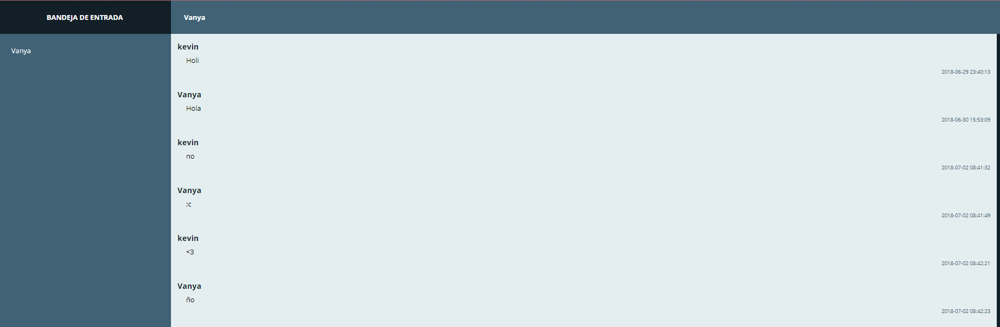 BANDEJA DE ENTRADA
Vanya
Vanya
kevin
Holi
2018-06-29 23:40:13
Vanya
Hola
2018-06-30 15:53:09
kevin
no
2018-07-02 08:41:32
Vanya
:c
2018-07-02 08:41:49
kevin
<3
2018-07-02 08:42:21
Vanya
ño
2018-07-02 08:42:23